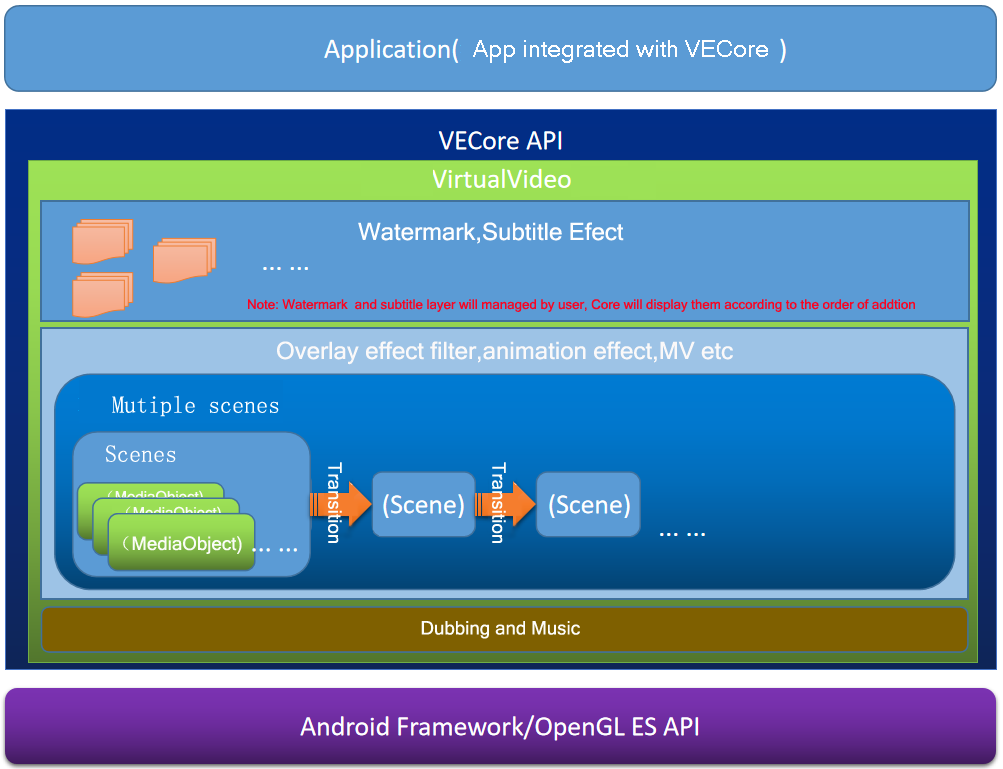 Application( App integrated with VECore )
VECore API
VirtualVideo
Watermark,Subtitle Efect
... ...
Note: Watermark and subtitle layer will managed by user, Core will display them according to the order of addtion
Overlay effect filter,animation effect,MV etc
Mutiple scenes
Scenes
(MediaObject)
(MediaObject)
(MediaObject)
... ...
Transition
(Scene)
Transition
(Scene)
... ...
Dubbing and Music
Android Framework/OpenGL ES API